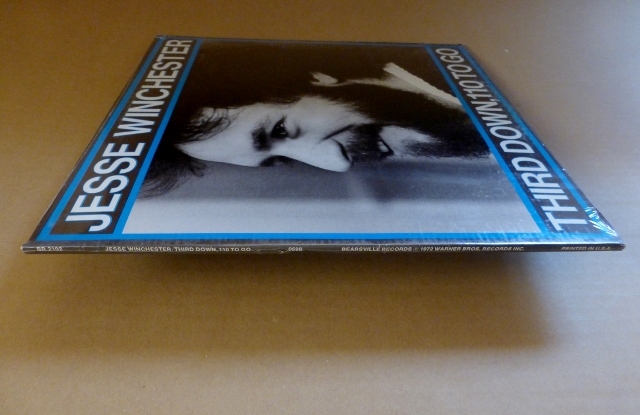 JESSE WINCHESTER
THIRD DOWN, 110 TO GO
BR 2102 JESSE WINCHESTER/THIRD DOWN, 110 TO GO 0698 BEARSVILLE RECORDS © 1972 WARNER BROS. RECORDS INC. PRINTED IN U.S.A.